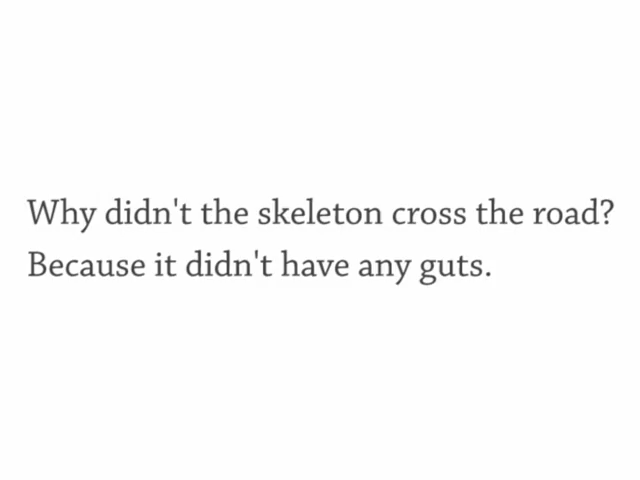 Why didn't the skeleton cross the road?
Because it didn't have any guts.